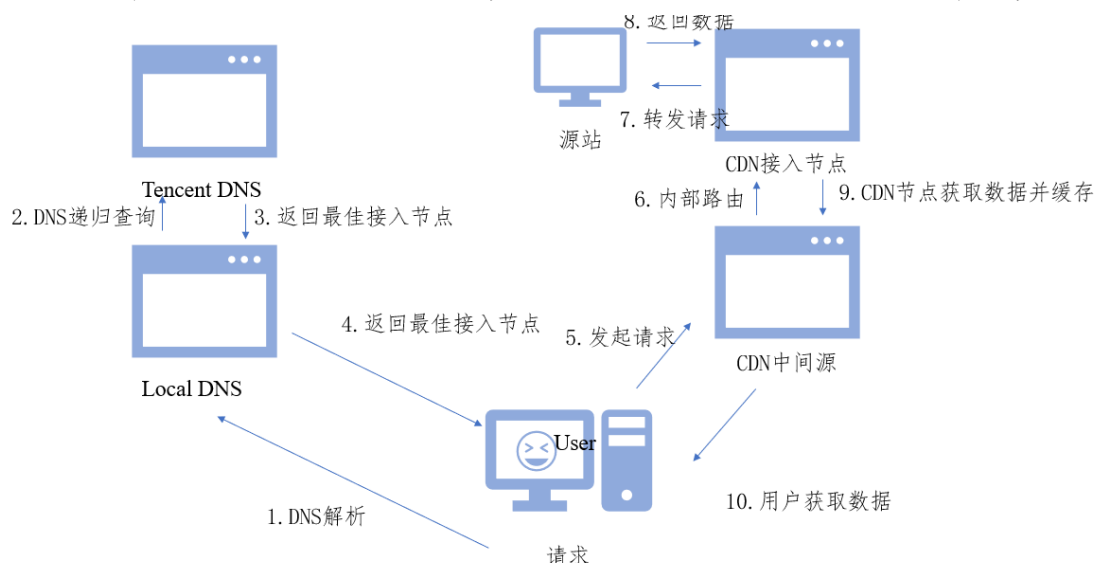 8.返回数据
7.转发请求
源站
CDN接入节点
Tencent DNS
2.DNS递归查询
3.返回最佳接入节点
6.内部路由
9.CDN节点获取数据并缓存
4.返回最佳接入节点
5.发起请求
CDN中间源
Local DNS
User
10.用户获取数据
1.DNS解析
请求